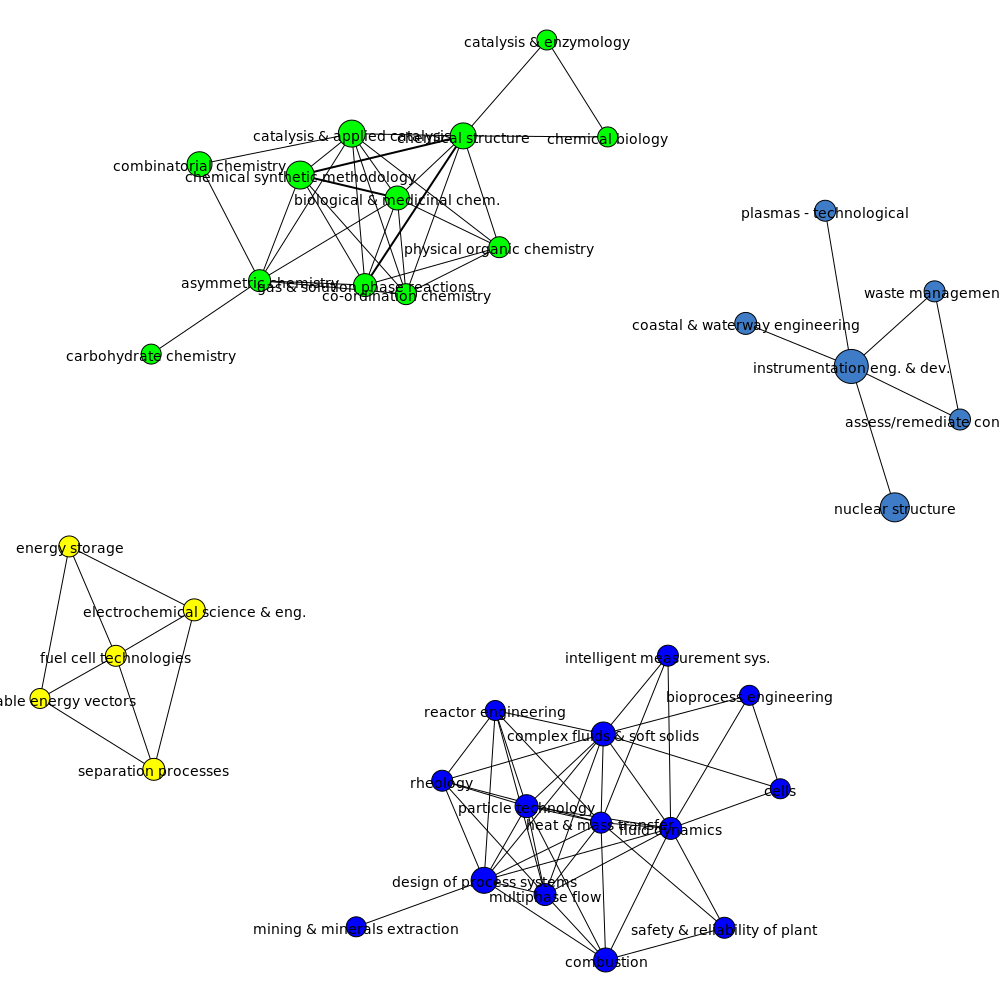 catalysis & enzymology
catalysis & applied catalysis
chemical structure
chemical biology
combinatorial chemistry
chemical synthetic methodology
biological & medicinal chem.
physical organic chemistry
asymmetric chemistry
gas & solution phase reactions
co-ordination chemistry
carbohydrate chemistry
plasmas - technological
waste managemen
coastal & waterway engineering
instrumentation eng. & dev.
assess/remediate con
nuclear structure
energy storage
electrochemical science & eng.
fuel cell technologies
able energy vectors
separation processes
intelligent measurement sys.
bioprocess engineering
reactor engineering
complex fluids & soft solids
rheology
cells
particle technology
heat & mass transfer
fluid dynamics
design of process systems
multiphase flow
mining & minerals extraction
safety & reliability of plant
combustion